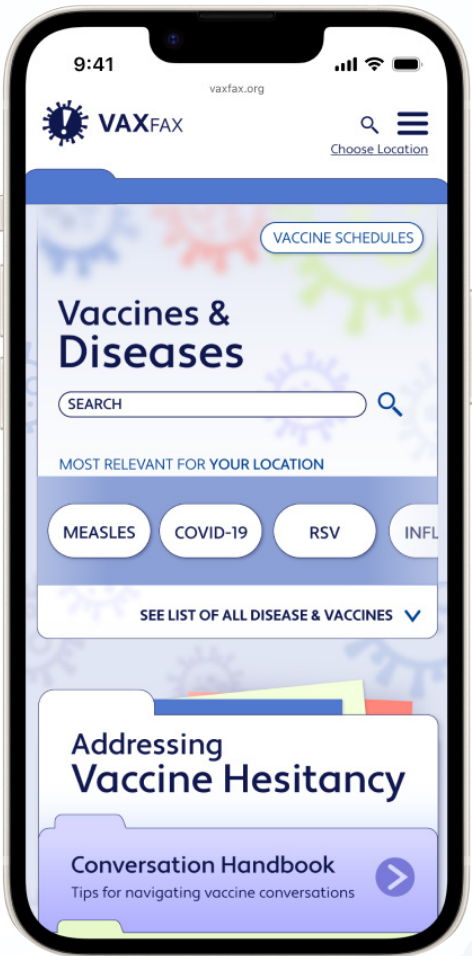 9:41
vaxfax.org
VAXFAX
Choose Location
VACCINE SCHEDULES
Vaccines &
Diseases
SEARCH
MOST RELEVANT FOR YOUR LOCATION
MEASLES COVID-19 RSV INFL
SEE LIST OF ALL DISEASE & VACCINES
Addressing
Vaccine Hesitancy
Conversation Handbook
Tips for navigating vaccine conversations